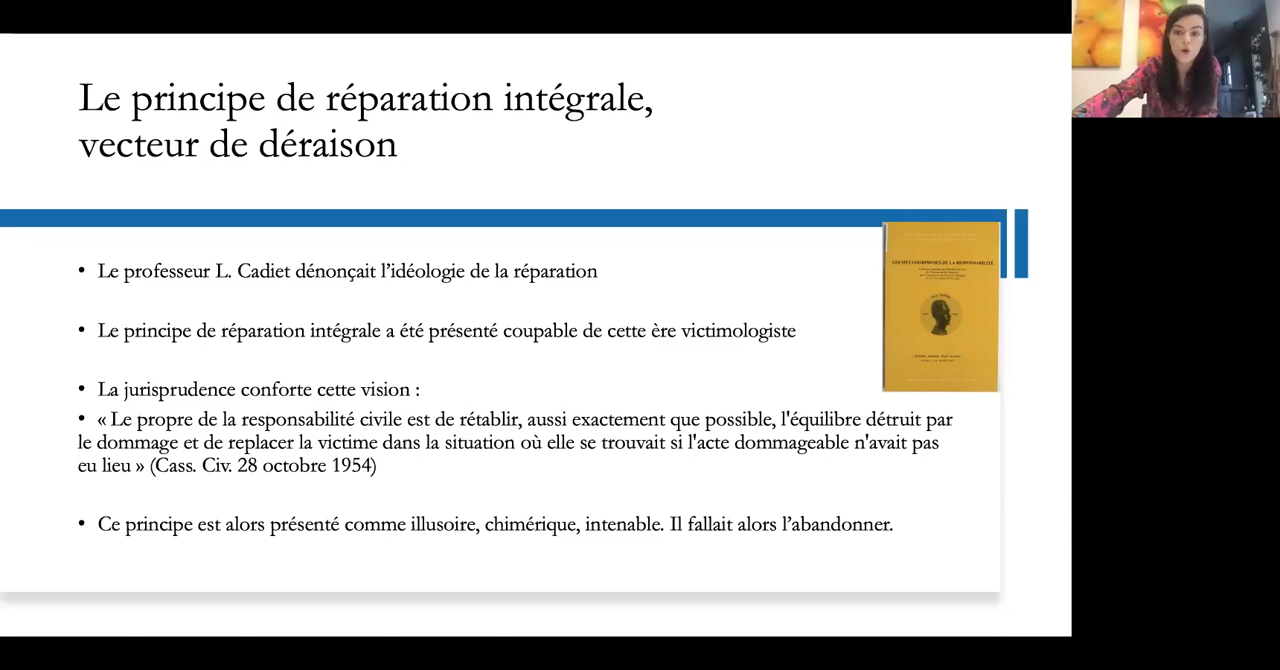 Le principe de réparation intégrale,
vecteur de déraison
• Le professeur L. Cadiet dénonçait l’idéologie de la réparation
• Le principe de réparation intégrale a été présenté coupable de cette ère victimologiste
• La jurisprudence conforte cette vision :
• « Le propre de la responsabilité civile est de rétablir, aussi exactement que possible, l'équilibre détruit par
le dommage et de replacer la victime dans la situation où elle se trouvait si l'acte dommageable n'avait pas
eu lieu » (Cass. Civ. 28 octobre 1954)
• Ce principe est alors présenté comme illusoire, chimérique, intenable. Il fallait alors l’abandonner.
LES MÉTAMORPHOSES DE LA RESPONSABILITÉ